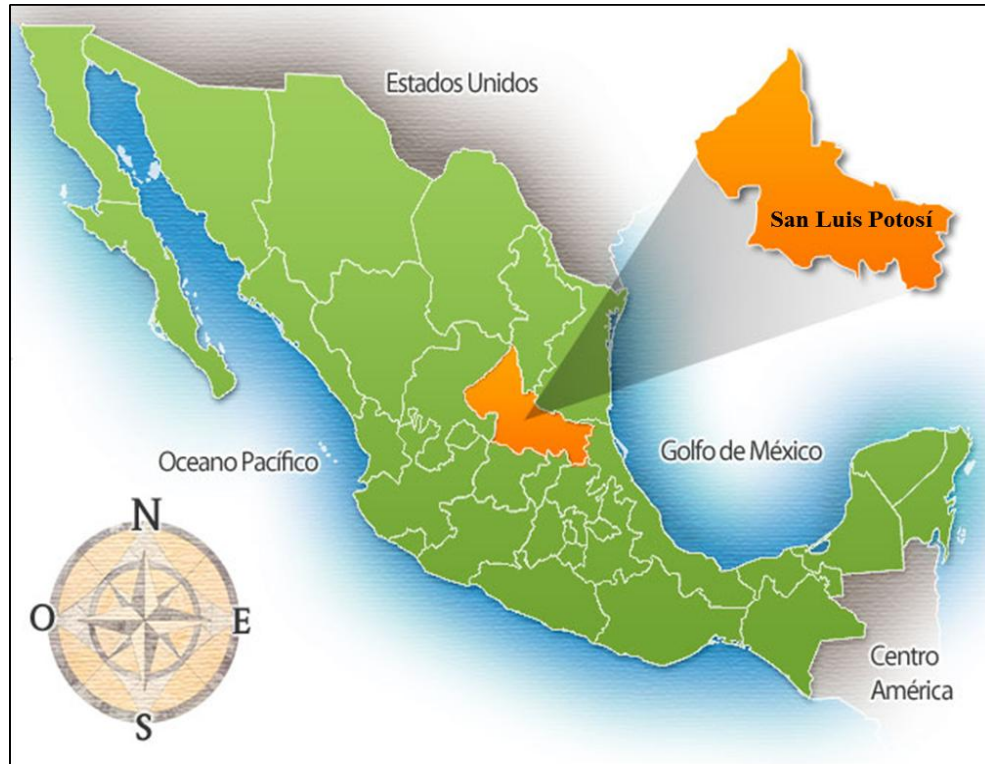 Estados Unidos
San Luis Potosí
Oceano Pacífico
Golfo de México
N
O
E
S
Centro
América